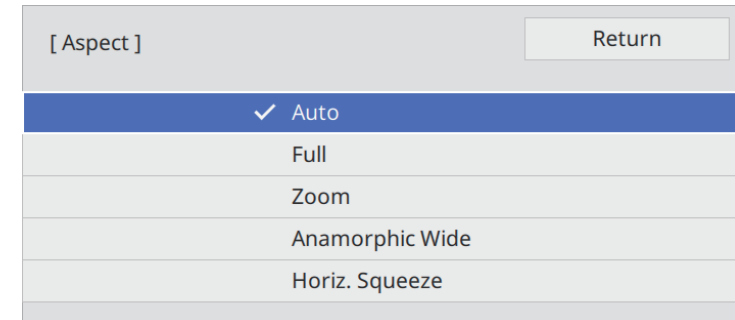 [ Aspect ]
Return
Auto
Full
Zoom
Anamorphic Wide
Horiz. Squeeze